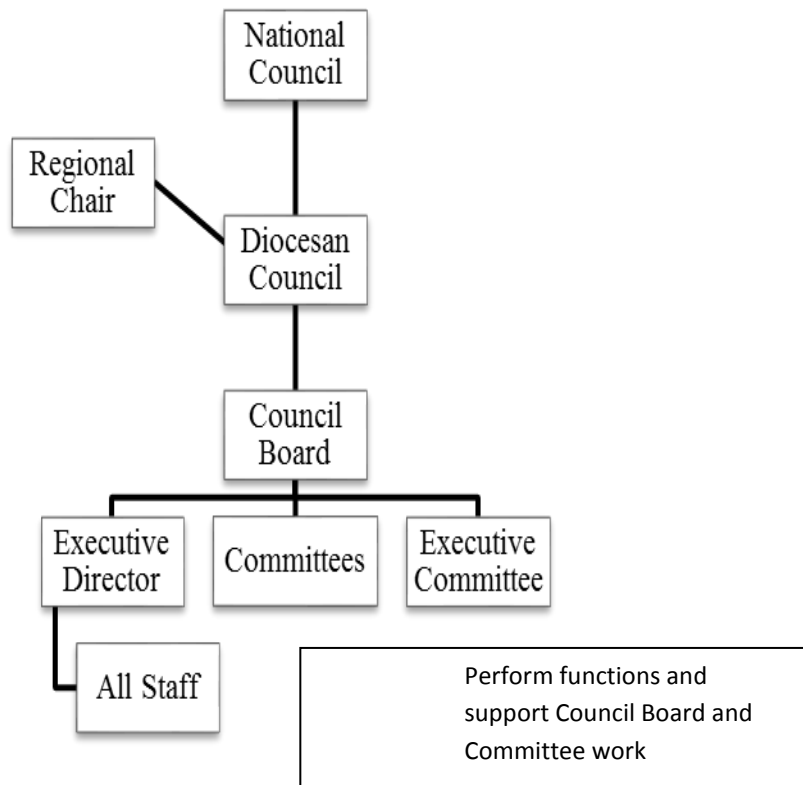 National
Council
Regional
Chair
Diocesan
Council
Council
Board
Executive
Director
Committees
Executive
Committee
All Staff
Perform functions and
support Council Board and
Committee work